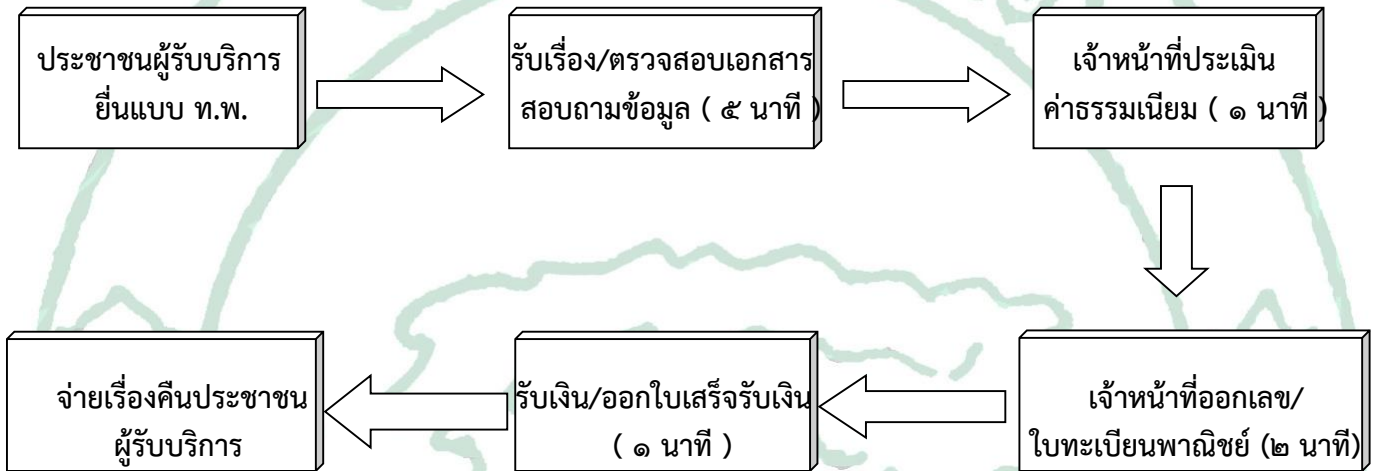 ประชาชนผู้รับบริการ
ยื่นแบบ ท.พ.
รับเรื่อง/ตรวจสอบเอกสาร
สอบถามข้อมูล ( ๕ นาที )
เจ้าหน้าที่ประเมิน
ค่าธรรมเนียม ( ๑ นาที )
เจ้าหน้าที่ออกเลข/
ใบทะเบียนพาณิชย์ (๒ นาที)
รับเงิน/ออกใบเสร็จรับเงิน
( ๑ นาที )
จ่ายเรื่องคืนประชาชน
ผู้รับบริการ